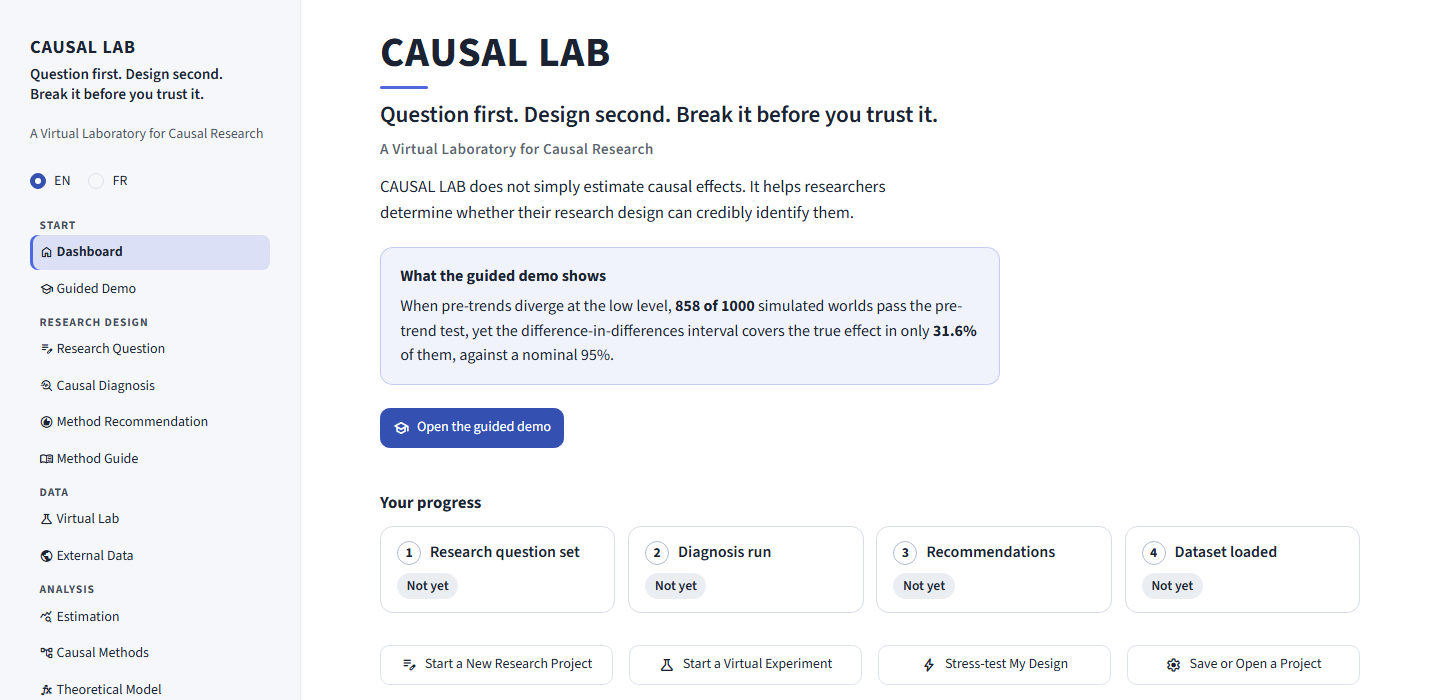 CAUSAL LAB
Question first. Design second.
Break it before you trust it.
A Virtual Laboratory for Causal Research
EN FR
START
Dashboard
Guided Demo
RESEARCH DESIGN
Research Question
Causal Diagnosis
Method Recommendation
Method Guide
DATA
Virtual Lab
External Data
ANALYSIS
Estimation
Causal Methods
Theoretical Model
CAUSAL LAB
Question first. Design second. Break it before you trust it.
A Virtual Laboratory for Causal Research
CAUSAL LAB does not simply estimate causal effects. It helps researchers
determine whether their research design can credibly identify them.
What the guided demo shows
When pre-trends diverge at the low level, 858 of 1000 simulated worlds pass the pre-
trend test, yet the difference-in-differences interval covers the true effect in only 31.6%
of them, against a nominal 95%.
Open the guided demo
Your progress
1 Research question set
Not yet
2 Diagnosis run
Not yet
3 Recommendations
Not yet
4 Dataset loaded
Not yet
Start a New Research Project
Start a Virtual Experiment
Stress-test My Design
Save or Open a Project